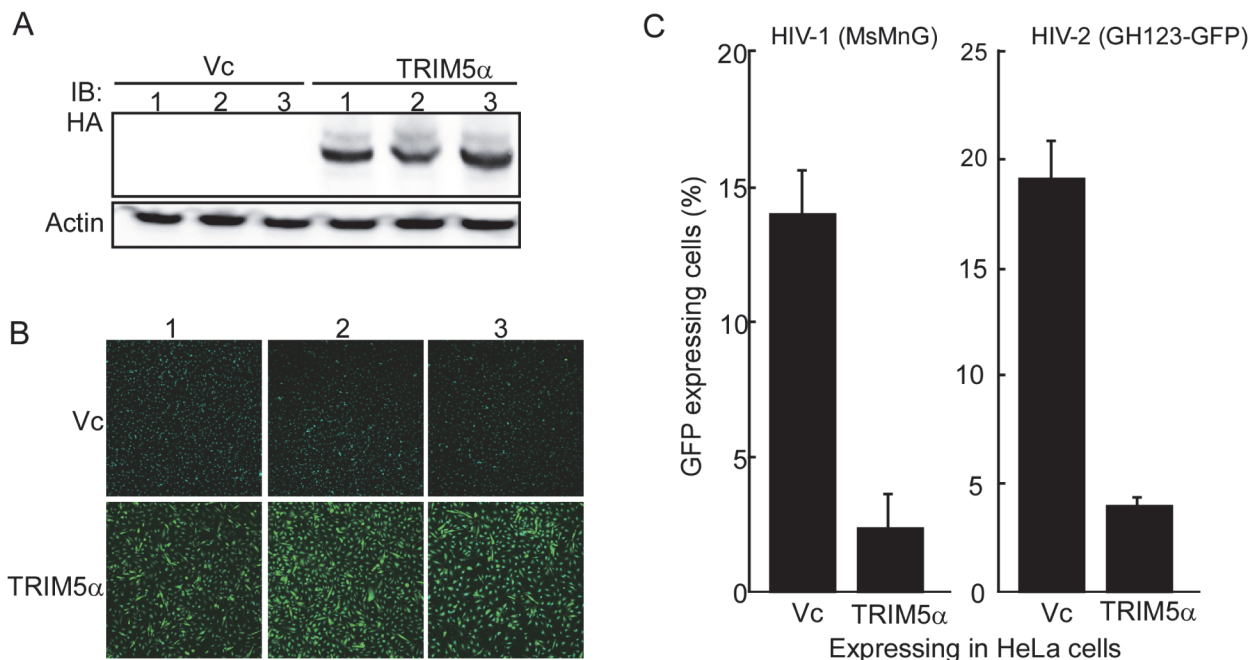 A
Vc TRIM5α
IB: 1 2 3 1 2 3
HA
Actin
B
1 2 3
Vc
TRIM5α
C
HIV-1 (MsMnG) HIV-2 (GH123-GFP)
GFP expressing cells (%)
20
15
10
5
0
25
20
15
10
5
0
Vc TRIM5α Vc TRIM5α
Expressing in HeLa cells